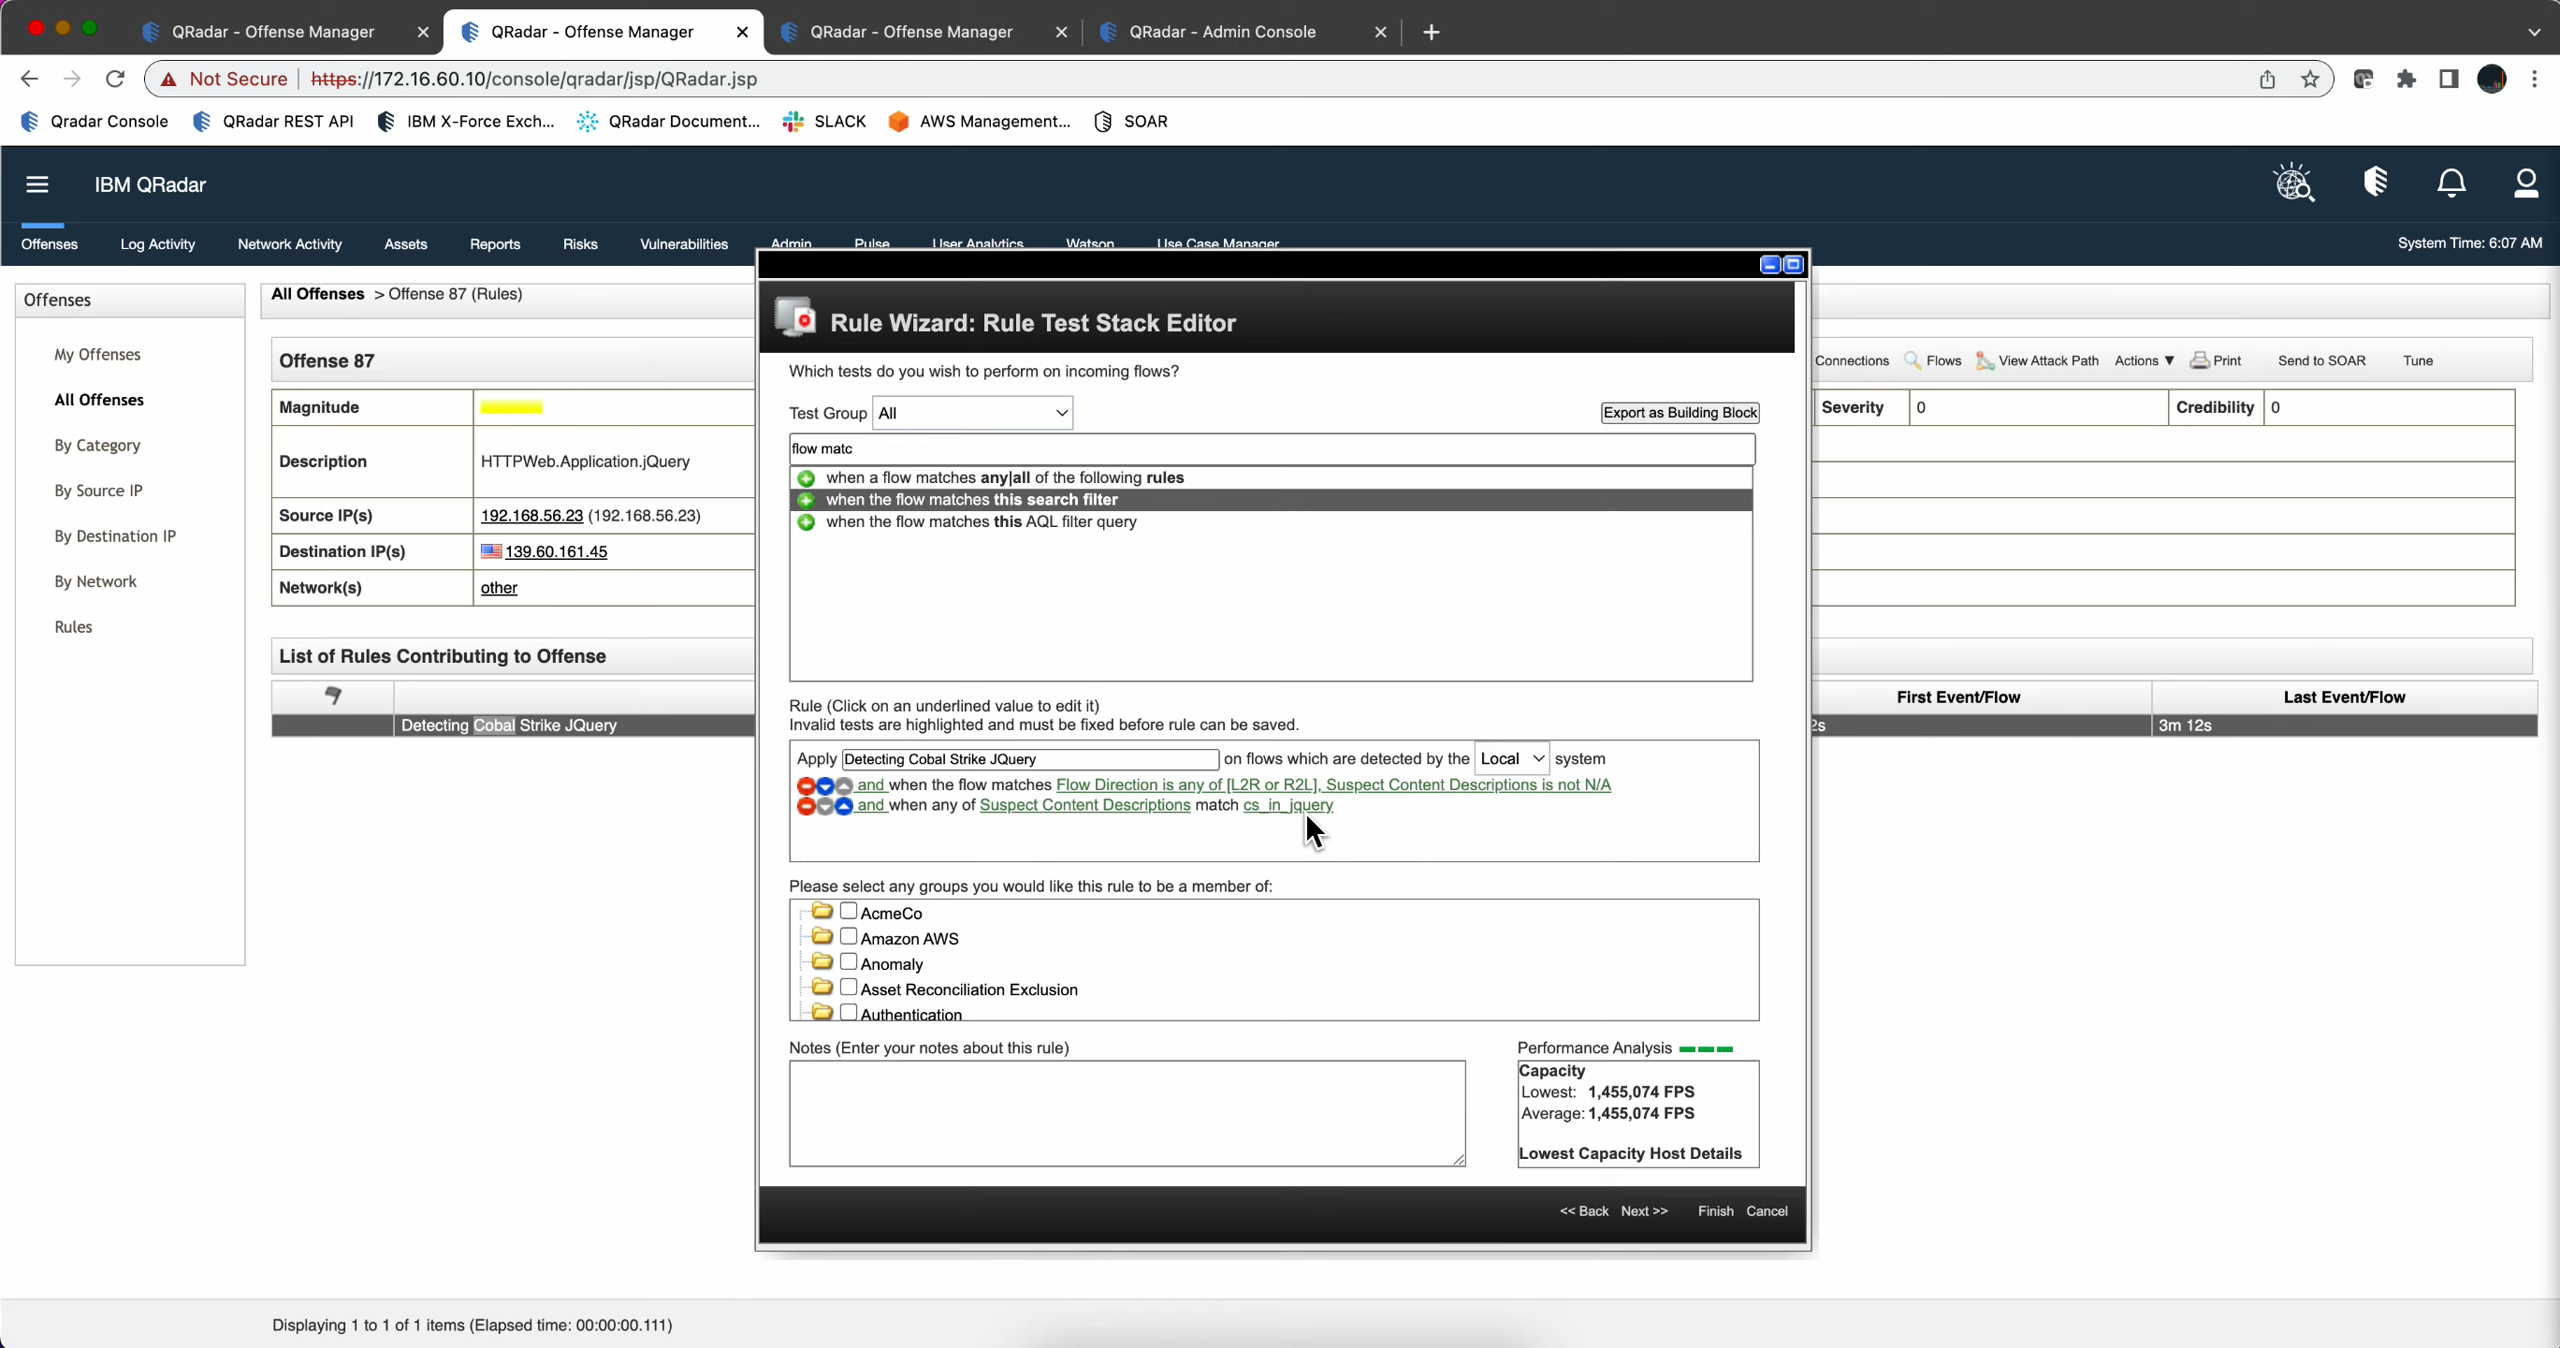 QRadar - Offense Manager
QRadar - Offense Manager
QRadar - Offense Manager
QRadar - Admin Console
Not Secure
https://172.16.60.10/console/qradar/jsp/QRadar.jsp
Qradar Console
QRadar REST API
IBM X-Force Exch...
QRadar Document...
SLACK
AWS Management...
SOAR
IBM QRadar
Offenses
Log Activity
Network Activity
Assets
Reports
Risks
Vulnerabilities
Admin
Pulse
User Analytics
Watson
Use Case Manager
System Time: 6:07 AM
Offenses
My Offenses
All Offenses
By Category
By Source IP
By Destination IP
By Network
Rules
All Offenses > Offense 87 (Rules)
Offense 87
Connections
Flows
View Attack Path
Actions ▼
Print
Send to SOAR
Tune
Magnitude
Severity
0
Credibility
0
Description
HTTPWeb.Application.jQuery
Source IP(s)
192.168.56.23 (192.168.56.23)
Destination IP(s)
139.60.161.45
Network(s)
other
List of Rules Contributing to Offense
First Event/Flow
Last Event/Flow
Detecting Cobal Strike JQuery
2s
3m 12s
Rule Wizard: Rule Test Stack Editor
Which tests do you wish to perform on incoming flows?
Test Group All
Export as Building Block
flow matc
when a flow matches any|all of the following rules
when the flow matches this search filter
when the flow matches this AQL filter query
Rule (Click on an underlined value to edit it)
Invalid tests are highlighted and must be fixed before rule can be saved.
Apply Detecting Cobal Strike JQuery on flows which are detected by the Local system
and when the flow matches Flow Direction is any of [L2R or R2L], Suspect Content Descriptions is not N/A
and when any of Suspect Content Descriptions match cs_in_jquery
Please select any groups you would like this rule to be a member of:
AcmeCo
Amazon AWS
Anomaly
Asset Reconciliation Exclusion
Authentication
Notes (Enter your notes about this rule)
Performance Analysis
Capacity
Lowest: 1,455,074 FPS
Average: 1,455,074 FPS
Lowest Capacity Host Details
<< Back
Next >>
Finish
Cancel
Displaying 1 to 1 of 1 items (Elapsed time: 00:00:00.111)